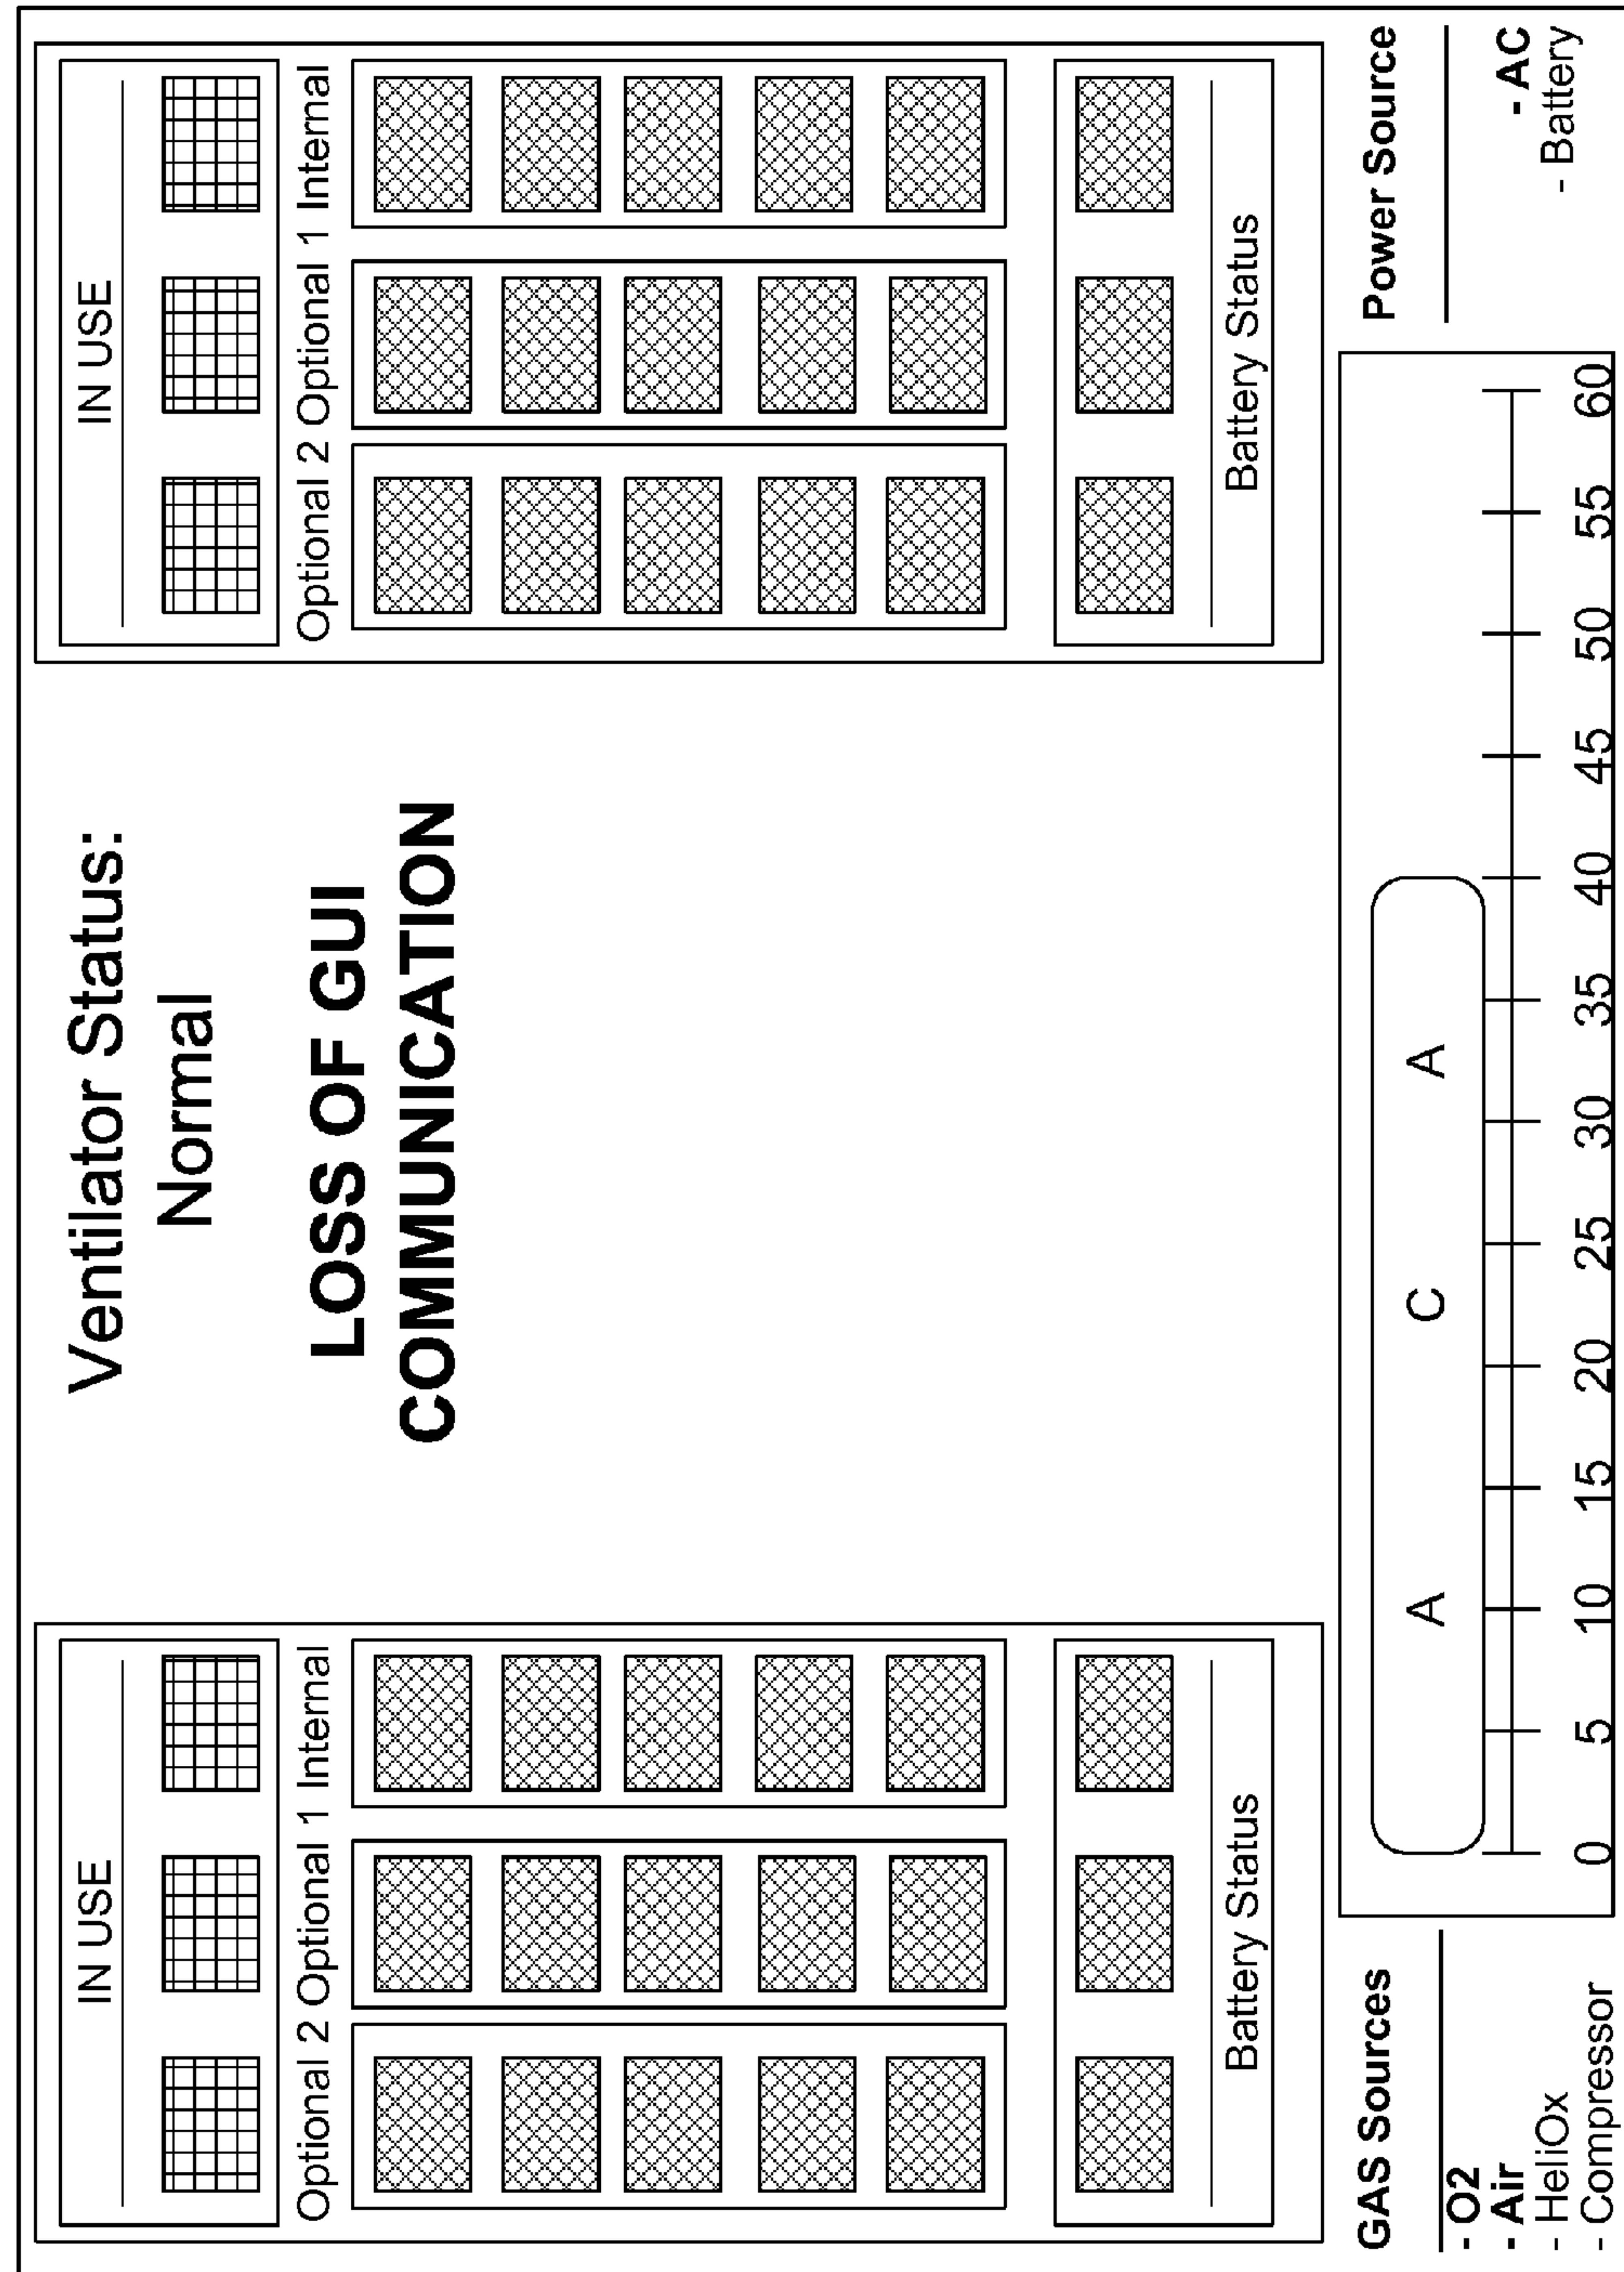 IN USE
Optional 2 Optional 1 Internal
Battery Status
Ventilator Status:
Normal
LOSS OF GUI
COMMUNICATION
IN USE
Optional 2 Optional 1 Internal
Battery Status
GAS Sources
- O2
- Air
- HeliOx
- Compressor
A C A
0 5 10 15 20 25 30 35 40 45 50 55 60
Power Source
- AC
- Battery